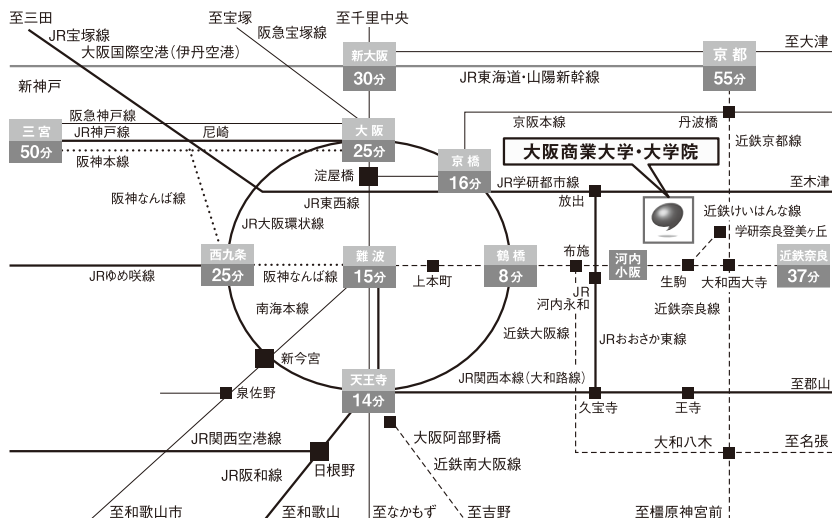 至三田
至宝塚
至千里中央
JR宝塚線
阪急宝塚線
大阪国際空港(伊丹空港)
新大阪
30分
京都
55分
至大津
新神戸
JR東海道・山陽新幹線
阪急神戸線
三宮
50分
JR神戸線
尼崎
大阪
25分
京阪本線
丹波橋
阪神本線
京橋
16分
大阪商業大学・大学院
近鉄京都線
淀屋橋
阪神なんば線
JR東西線
JR学研都市線
放出
至木津
JR大阪環状線
近鉄けいはんな線
学研奈良登美ヶ丘
西九条
25分
難波
15分
鶴橋
8分
布施
河内
小阪
近鉄奈良
37分
JRゆめ咲線
阪神なんば線
上本町
生駒
大和西大寺
JR
河内永和
南海本線
近鉄大阪線
近鉄奈良線
JRおおさか東線
新今宮
天王寺
14分
JR関西本線(大和路線)
至郡山
泉佐野
久宝寺
王寺
JR関西空港線
大阪阿部野橋
大和八木
至名張
JR阪和線
日根野
近鉄南大阪線
至和歌山市
至和歌山
至なかもず
至吉野
至橿原神宮前